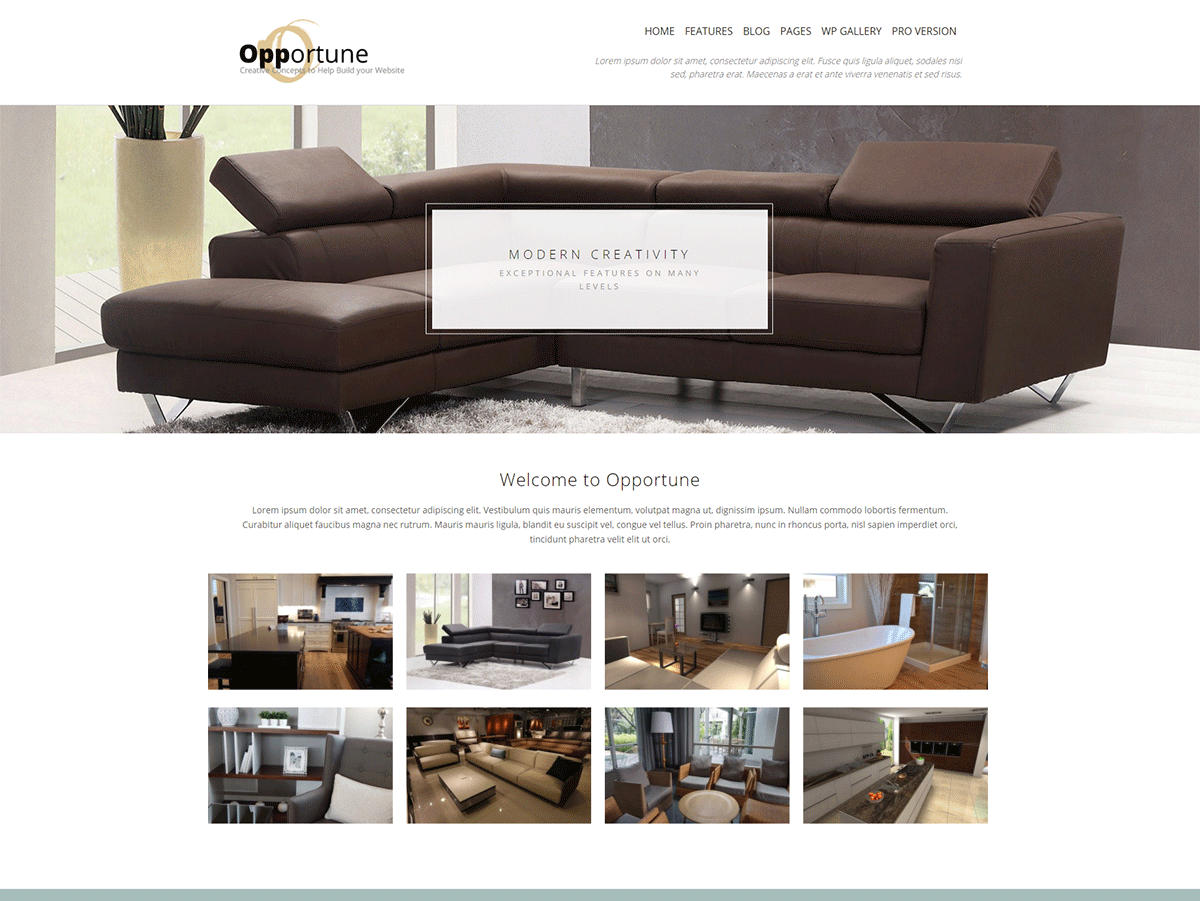 Opportune
Creative Concepts to Help Build your Website
HOME FEATURES BLOG PAGES WP GALLERY PRO VERSION
Lorem ipsum dolor sit amet, consectetur adipiscing elit. Fusce quis ligula aliquet, sodales nisi
sed, pharetra erat. Maecenas a erat et ante viverra venenatis et sed risus.
MODERN CREATIVITY
EXCEPTIONAL FEATURES ON MANY
LEVELS
Welcome to Opportune
Lorem ipsum dolor sit amet, consectetur adipiscing elit. Vestibulum quis mauris elementum, volutpat magna ut, dignissim ipsum. Nullam commodo lobortis fermentum.
Curabitur aliquet faucibus magna nec rutrum. Mauris mauris ligula, blandit eu suscipit vel, congue vel tellus. Proin pharetra, nunc in rhoncus porta, nisl sapien imperdiet orci,
tincidunt pharetra velit elit ut orci.